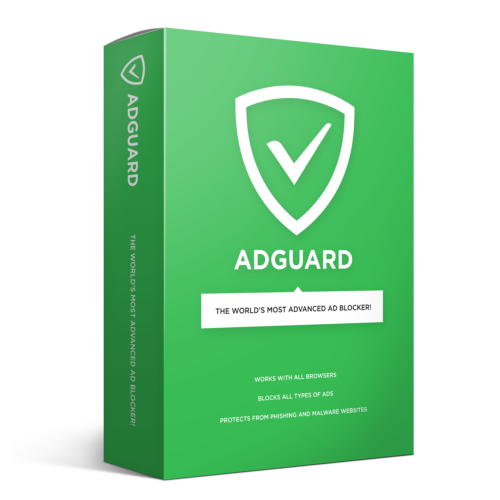 ADGUARD
THE WORLD'S MOST ADVANCED AD BLOCKER!
ADGUARD
THE WORLD'S MOST ADVANCED AD BLOCKER!
WORKS WITH ALL BROWSERS
BLOCKS ALL TYPES OF ADS
PROTECTS FROM PHISHING AND MALWARE WEBSITES